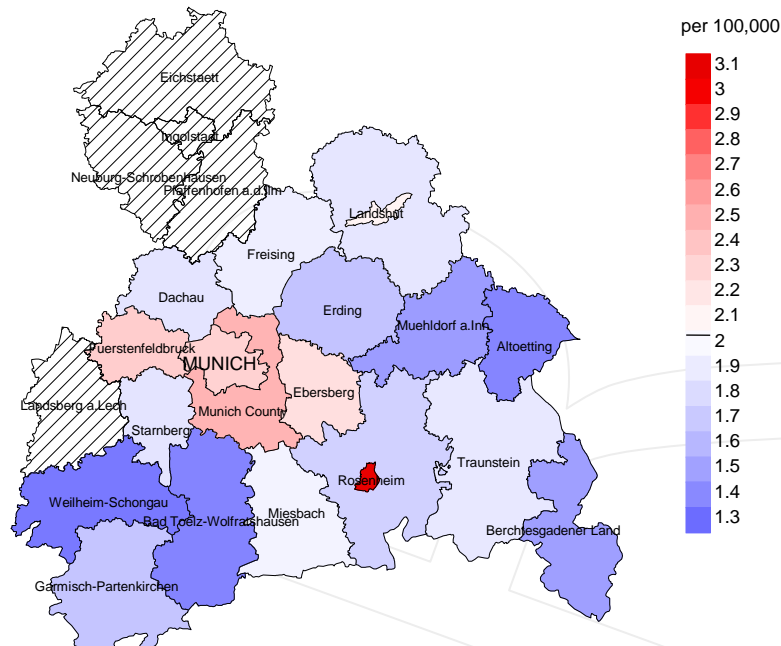 per 100,000
3.1
3
2.9
2.8
2.7
2.6
2.5
2.4
2.3
2.2
2.1
2
1.9
1.8
1.7
1.6
1.5
1.4
1.3
Eichstaett
Ingolstadt
Neuburg-Schrobenhausen
Pfaffenhofen a.d.Ilm
Landshut
Freising
Dachau
Erding
Muehldorf a.Inn
Altoetting
Fuerstenfeldbruck
MUNICH
Ebersberg
Landsberg a.Lech
Munich County
Starnberg
Traunstein
Rosenheim
Weilheim-Schongau
Miesbach
Bad Toelz-Wolfratshausen
Berchtesgadener Land
Garmisch-Partenkirchen